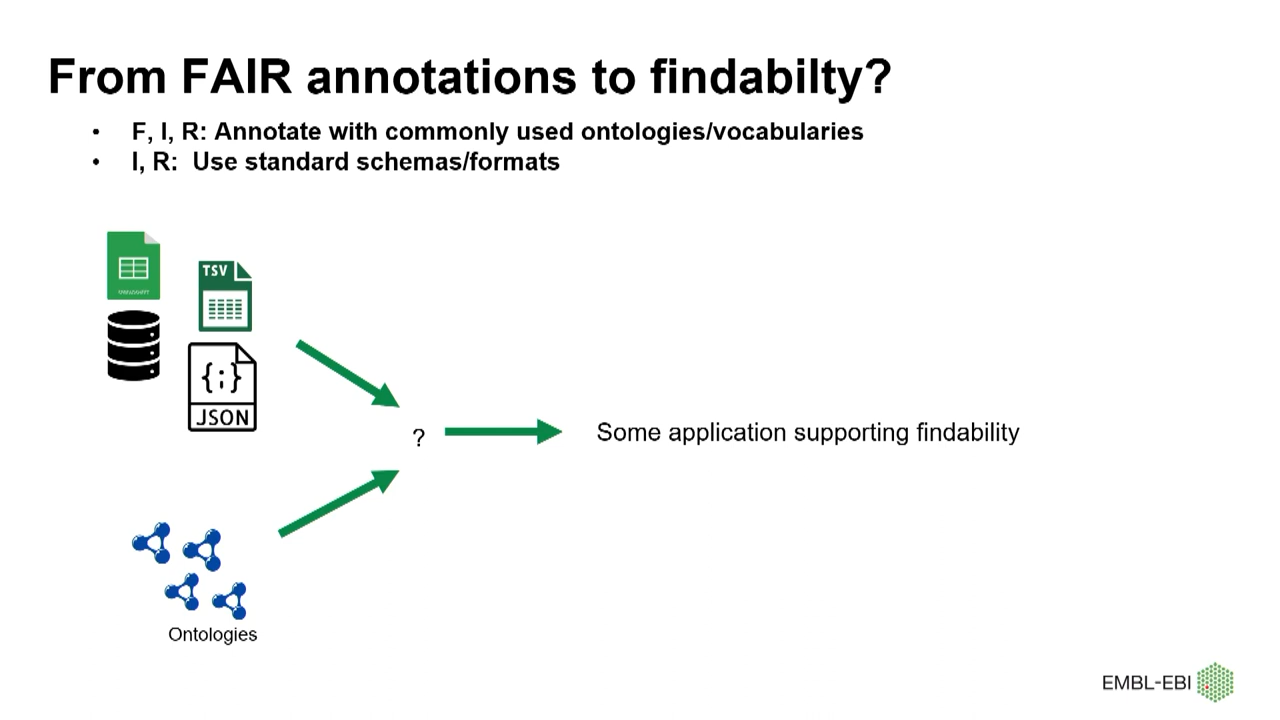 From FAIR annotations to findabilty?
• F, I, R: Annotate with commonly used ontologies/vocabularies
• I, R: Use standard schemas/formats
TSV
{;}
JSON
?
Some application supporting findability
Ontologies
EMBL-EBI